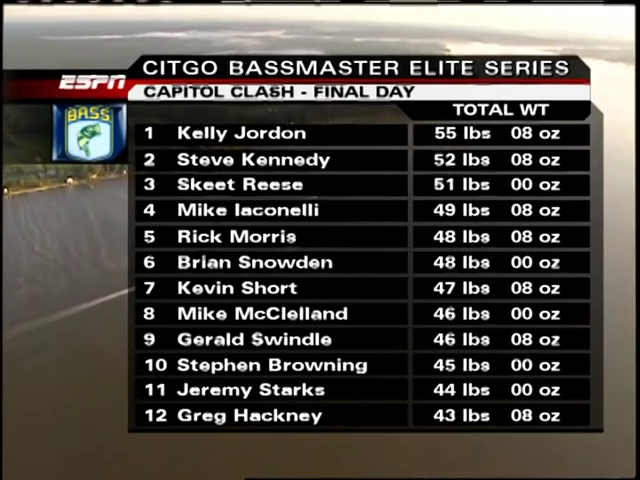 CITGO BASSMASTER ELITE SERIES
ESPN
CAPITOL CLASH - FINAL DAY
BASS
TOTAL WT
1 Kelly Jordon 55 lbs 08 oz
2 Steve Kennedy 52 lbs 08 oz
3 Skeet Reese 51 lbs 00 oz
4 Mike Iaconelli 49 lbs 08 oz
5 Rick Morris 48 lbs 08 oz
6 Brian Snowden 48 lbs 00 oz
7 Kevin Short 47 lbs 08 oz
8 Mike McClelland 46 lbs 00 oz
9 Gerald Swindle 46 lbs 08 oz
10 Stephen Browning 45 lbs 00 oz
11 Jeremy Starks 44 lbs 00 oz
12 Greg Hackney 43 lbs 08 oz